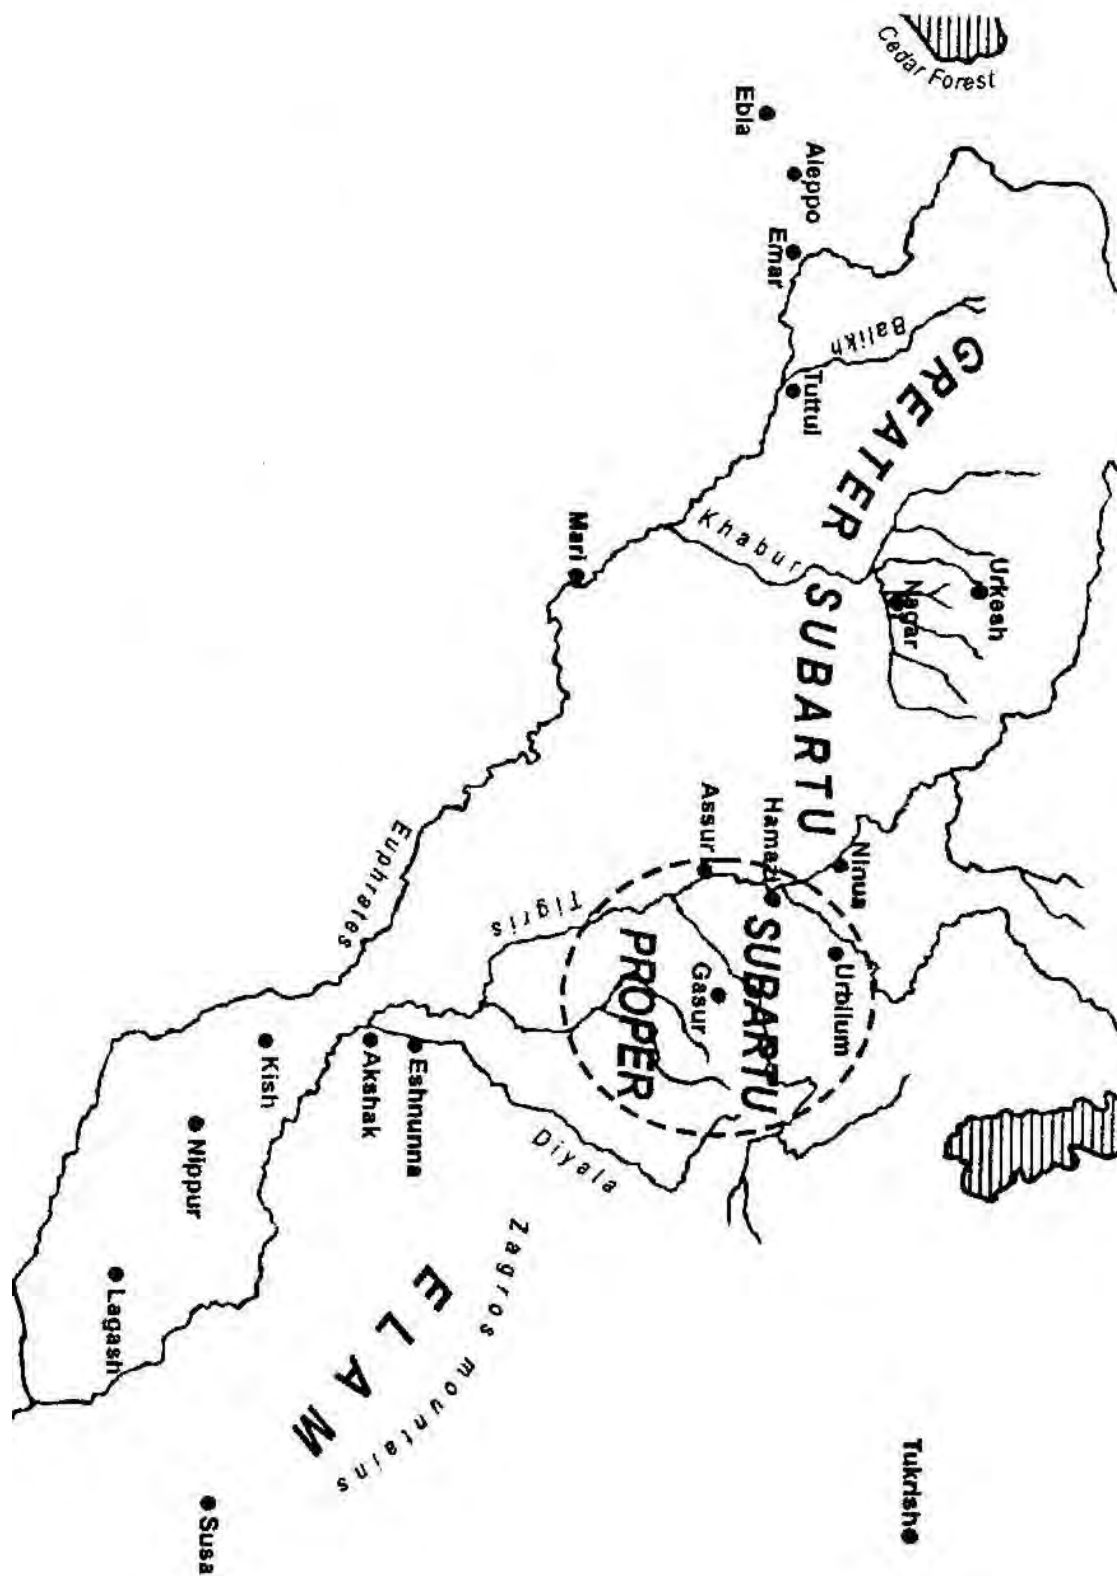 Cedar Forest
Ebla
Aleppo
Emar
Balikh
Tuttul
GREATER SUBARTU
Khabur
Urkesh
Nagar
Mari
Assur
Hamazi
Ninua
Euphrates
Tigris
SUBARTU
PROPER
Urbilum
Gasur
Kish
Akshak
Eshnunna
Diyala
Nippur
Lagash
Zagros mountains
ELAM
Tukrish
Susa